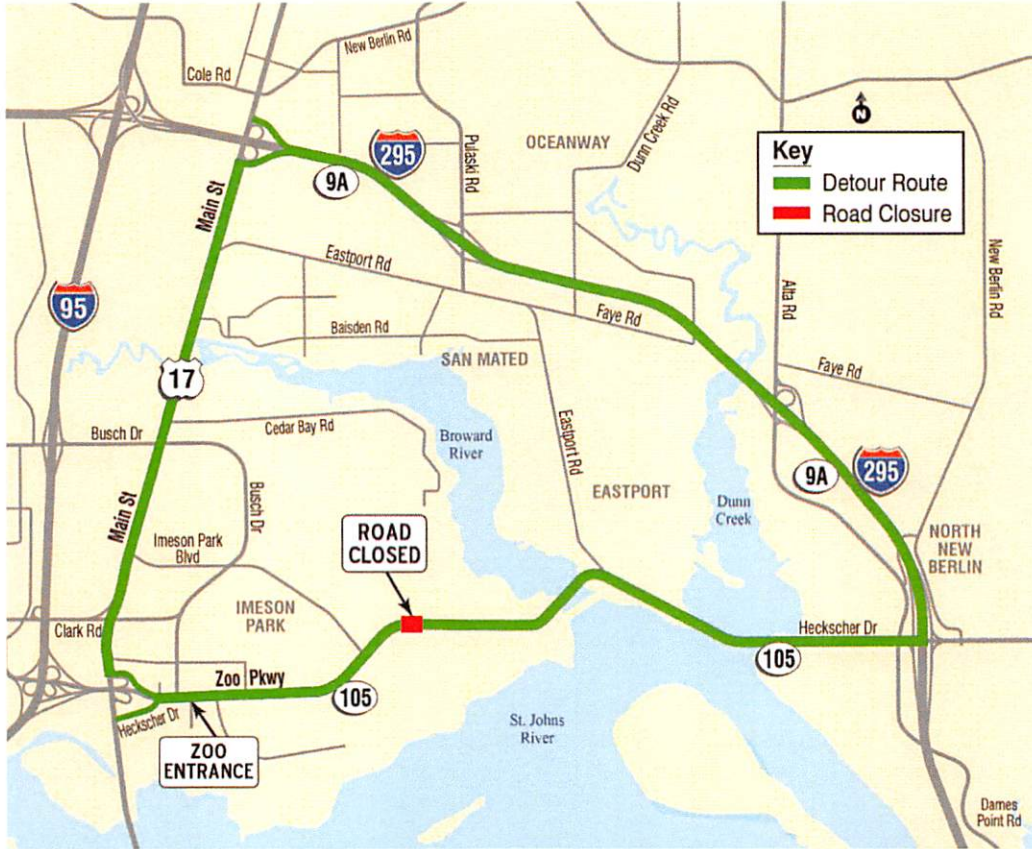 New Berlin Rd
Cole Rd
N
OCEANWAY
Dunn Creek Rd
Pulaski Rd
295
9A
Key
Detour Route
Road Closure
Main St
Eastport Rd
New Berlin Rd
95
Alta Rd
Faye Rd
Baisden Rd
SAN MATED
Faye Rd
17
Cedar Bay Rd
Busch Dr
Broward
River
Eastport Rd
9A
295
Main St
Busch Dr
EASTPORT
Dunn
Creek
ROAD
CLOSED
Imeson Park
Blvd
NORTH
NEW
BERLIN
IMESON
PARK
Clark Rd
Heckscher Dr
105
Zoo Pkwy
105
Heckscher Dr
St. Johns
River
ZOO
ENTRANCE
Dames
Point Rd